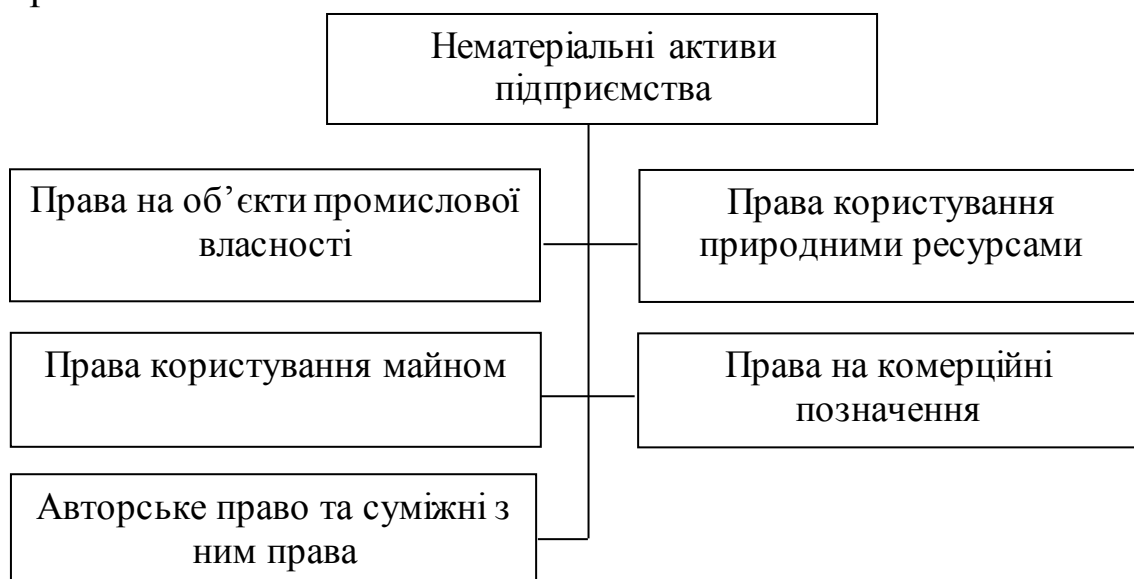 Нематеріальні активи
підприємства
Права на об’єкти промислової
власності
Права користування
природними ресурсами
Права користування майном
Права на комерційні
позначення
Авторське право та суміжні з
ним права